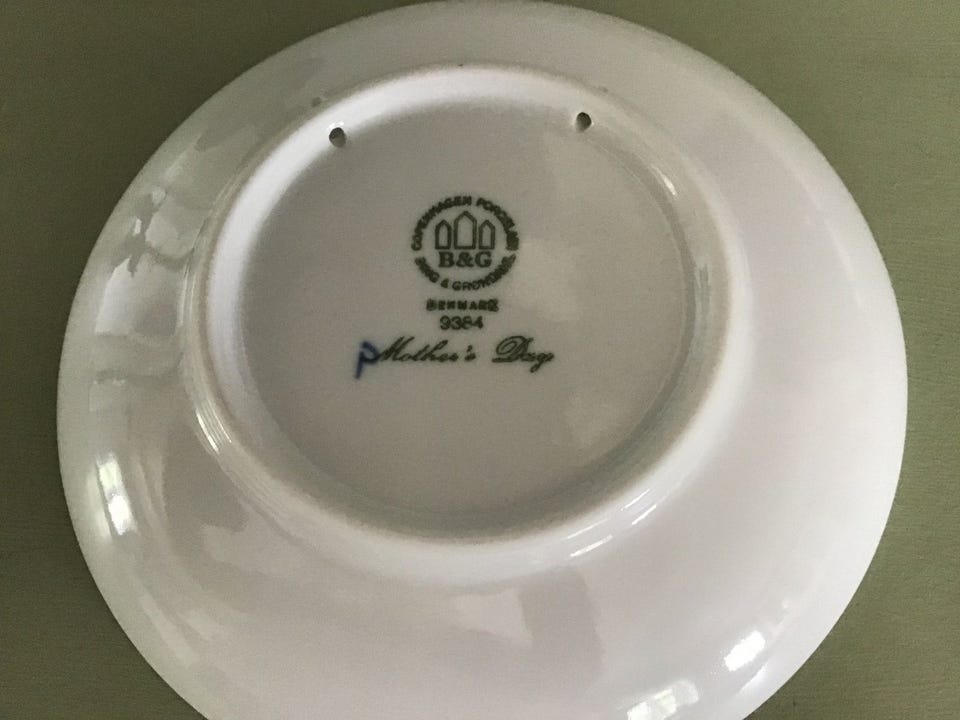 COPENHAGEN PORCELAIN
B&G
BING & GRØNDAHL
DENMARK
9384
Mother's Day